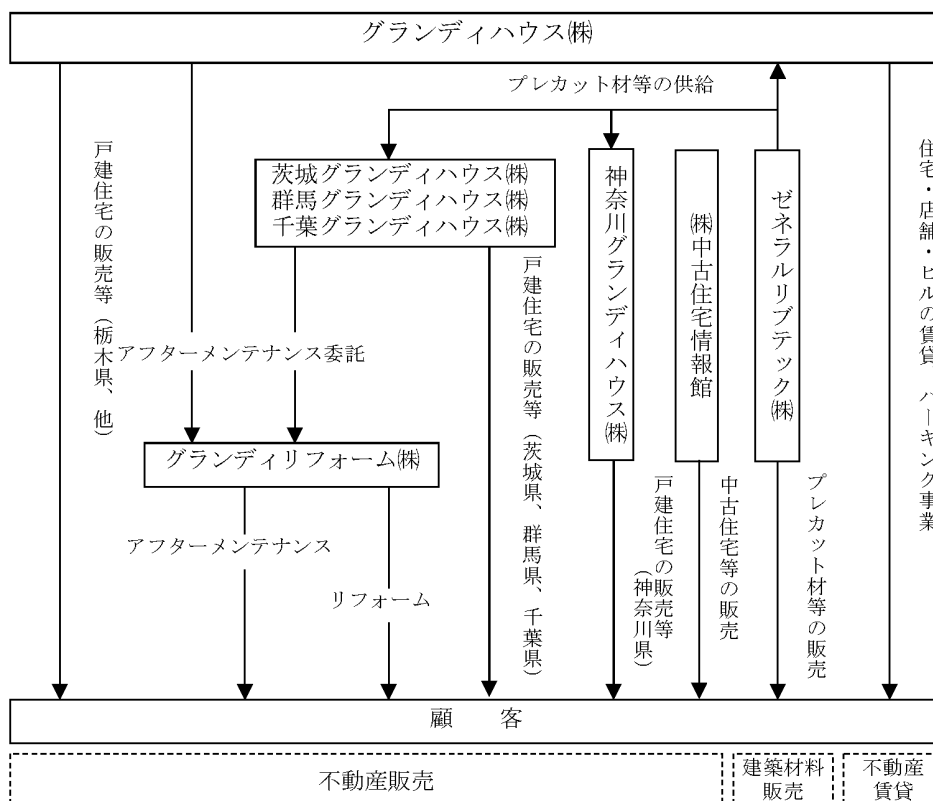 グランディハウス㈱
プレカット材等の供給
戸建住宅の販売等（栃木県、他）
茨城グランディハウス㈱
群馬グランディハウス㈱
千葉グランディハウス㈱
神奈川グランディハウス㈱
㈱中古住宅情報館
ゼネラルリブテック㈱
住宅・店舗・ビルの賃貸、パーキング事業
アフターメンテナンス委託
戸建住宅の販売等（茨城県、群馬県、千葉県）
グランディリフォーム㈱
戸建住宅の販売等
（神奈川県）
中古住宅等の販売
プレカット材等の販売
アフターメンテナンス
リフォーム
顧　客
不動産販売
建築材料
販売
不動産
賃貸